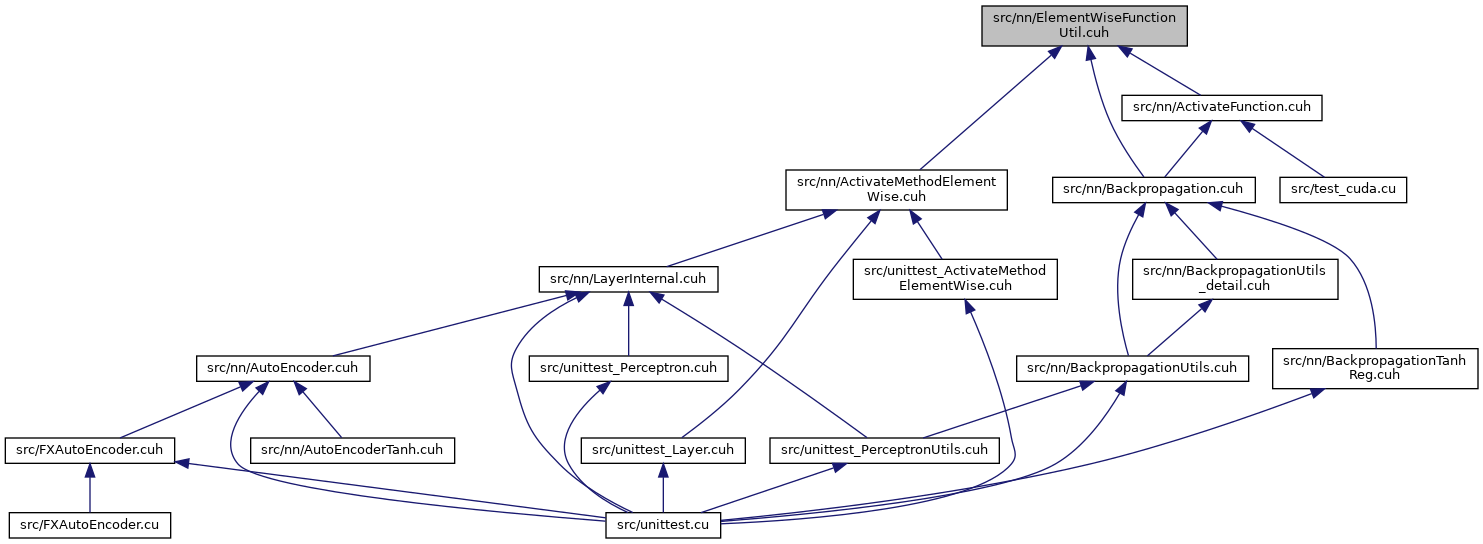 src/nn/ElementWiseFunction
Util.cuh
src/nn/ActivateFunction.cuh
src/nn/ActivateMethodElement
Wise.cuh
src/nn/Backpropagation.cuh
src/test_cuda.cu
src/nn/LayerInternal.cuh
src/unittest_ActivateMethod
ElementWise.cuh
src/nn/BackpropagationUtils
_detail.cuh
src/nn/AutoEncoder.cuh
src/unittest_Perceptron.cuh
src/nn/BackpropagationUtils.cuh
src/nn/BackpropagationTanh
Reg.cuh
src/FXAutoEncoder.cuh
src/nn/AutoEncoderTanh.cuh
src/unittest_Layer.cuh
src/unittest_PerceptronUtils.cuh
src/FXAutoEncoder.cu
src/unittest.cu